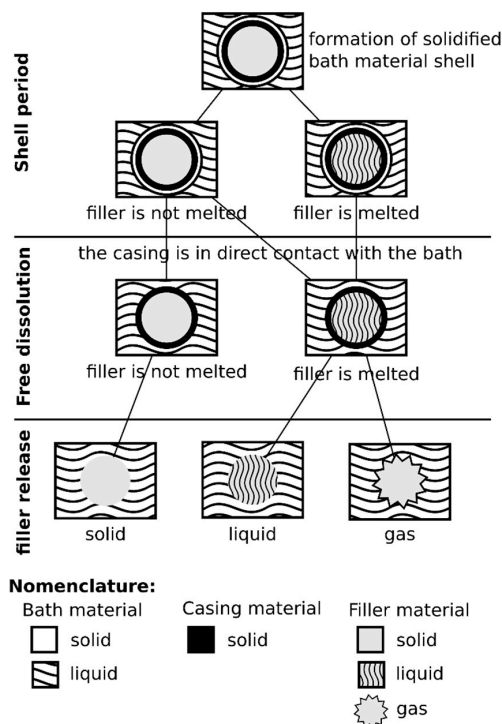 Shell period
formation of solidified
bath material shell
filler is not melted
filler is melted
Free dissolution
the casing is in direct contact with the bath
filler is not melted
filler is melted
filler release
solid
liquid
gas
Nomenclature:
Bath material
solid
liquid
Casing material
solid
Filler material
solid
liquid
gas